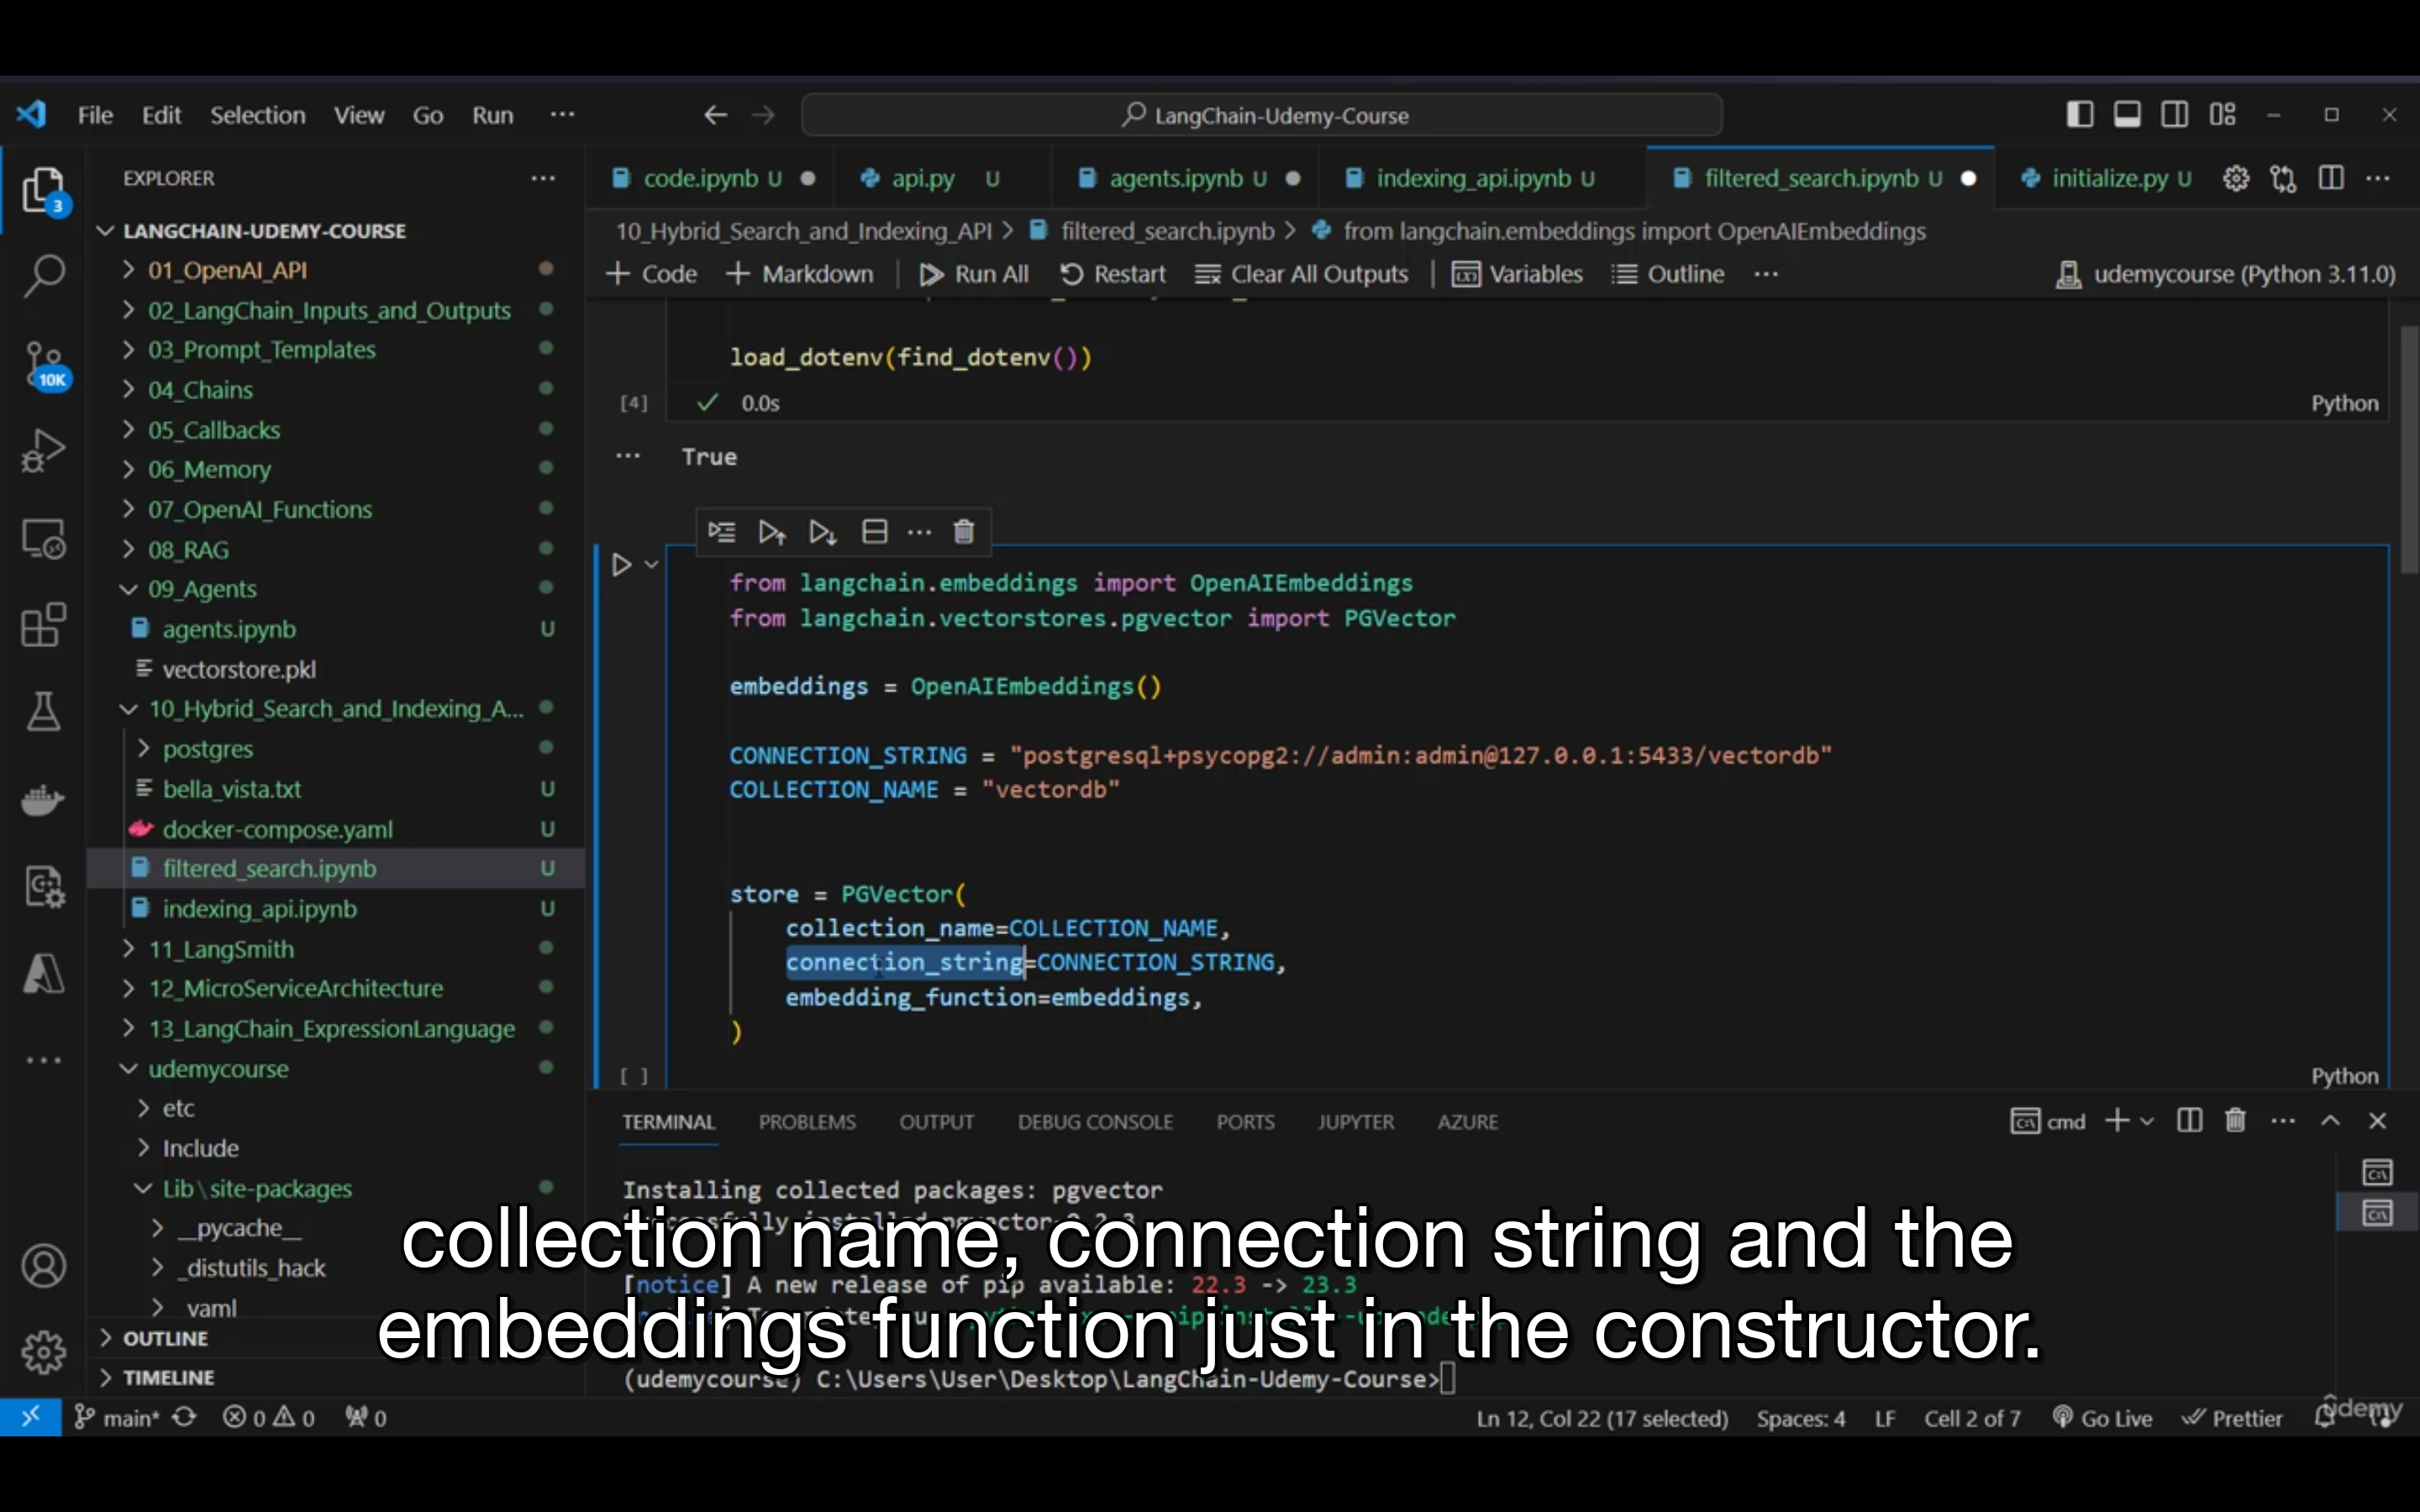 File Edit Selection View Go Run ... LangChain-Udemy-Course
EXPLORER ...
3
10K
LANGCHAIN-UDEMY-COURSE
01_OpenAI_API
02_LangChain_Inputs_and_Outputs
03_Prompt_Templates
04_Chains
05_Callbacks
06_Memory
07_OpenAI_Functions
08_RAG
09_Agents
agents.ipynb U
vectorstore.pkl
10_Hybrid_Search_and_Indexing_A...
postgres
bella_vista.txt U
docker-compose.yaml U
filtered_search.ipynb U
indexing_api.ipynb U
11_LangSmith
12_MicroServiceArchitecture
13_LangChain_ExpressionLanguage
udemycourse
etc
Include
Lib\site-packages
__pycache__
_distutils_hack
yaml
OUTLINE
TIMELINE
code.ipynb U api.py U agents.ipynb U indexing_api.ipynb U filtered_search.ipynb U initialize.py U ...
10_Hybrid_Search_and_Indexing_API > filtered_search.ipynb > from langchain.embeddings import OpenAIEmbeddings
+ Code + Markdown Run All Restart Clear All Outputs Variables Outline ... udemycourse (Python 3.11.0)
load_dotenv(find_dotenv())
[4] 0.0s Python
... True
from langchain.embeddings import OpenAIEmbeddings
from langchain.vectorstores.pgvector import PGVector
embeddings = OpenAIEmbeddings()
CONNECTION_STRING = "postgresql+psycopg2://admin:admin@127.0.0.1:5433/vectordb"
COLLECTION_NAME = "vectordb"
store = PGVector(
collection_name=COLLECTION_NAME,
connection_string=CONNECTION_STRING,
embedding_function=embeddings,
)
[ ] Python
TERMINAL PROBLEMS OUTPUT DEBUG CONSOLE PORTS JUPYTER AZURE cmd
Installing collected packages: pgvector
collection name, connection string and the
[notice] A new release of pip available: 22.3 -> 23.3
embeddings function just in the constructor.
(udemycourse) C:\Users\User\Desktop\LangChain-Udemy-Course>
main* 0 0 0 Ln 12, Col 22 (17 selected) Spaces: 4 LF Cell 2 of 7 Go Live Prettier
udemy